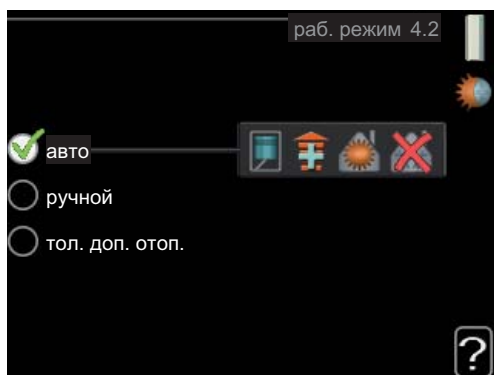 раб. режим 4.2
авто
ручной
тол. доп. отоп.
?